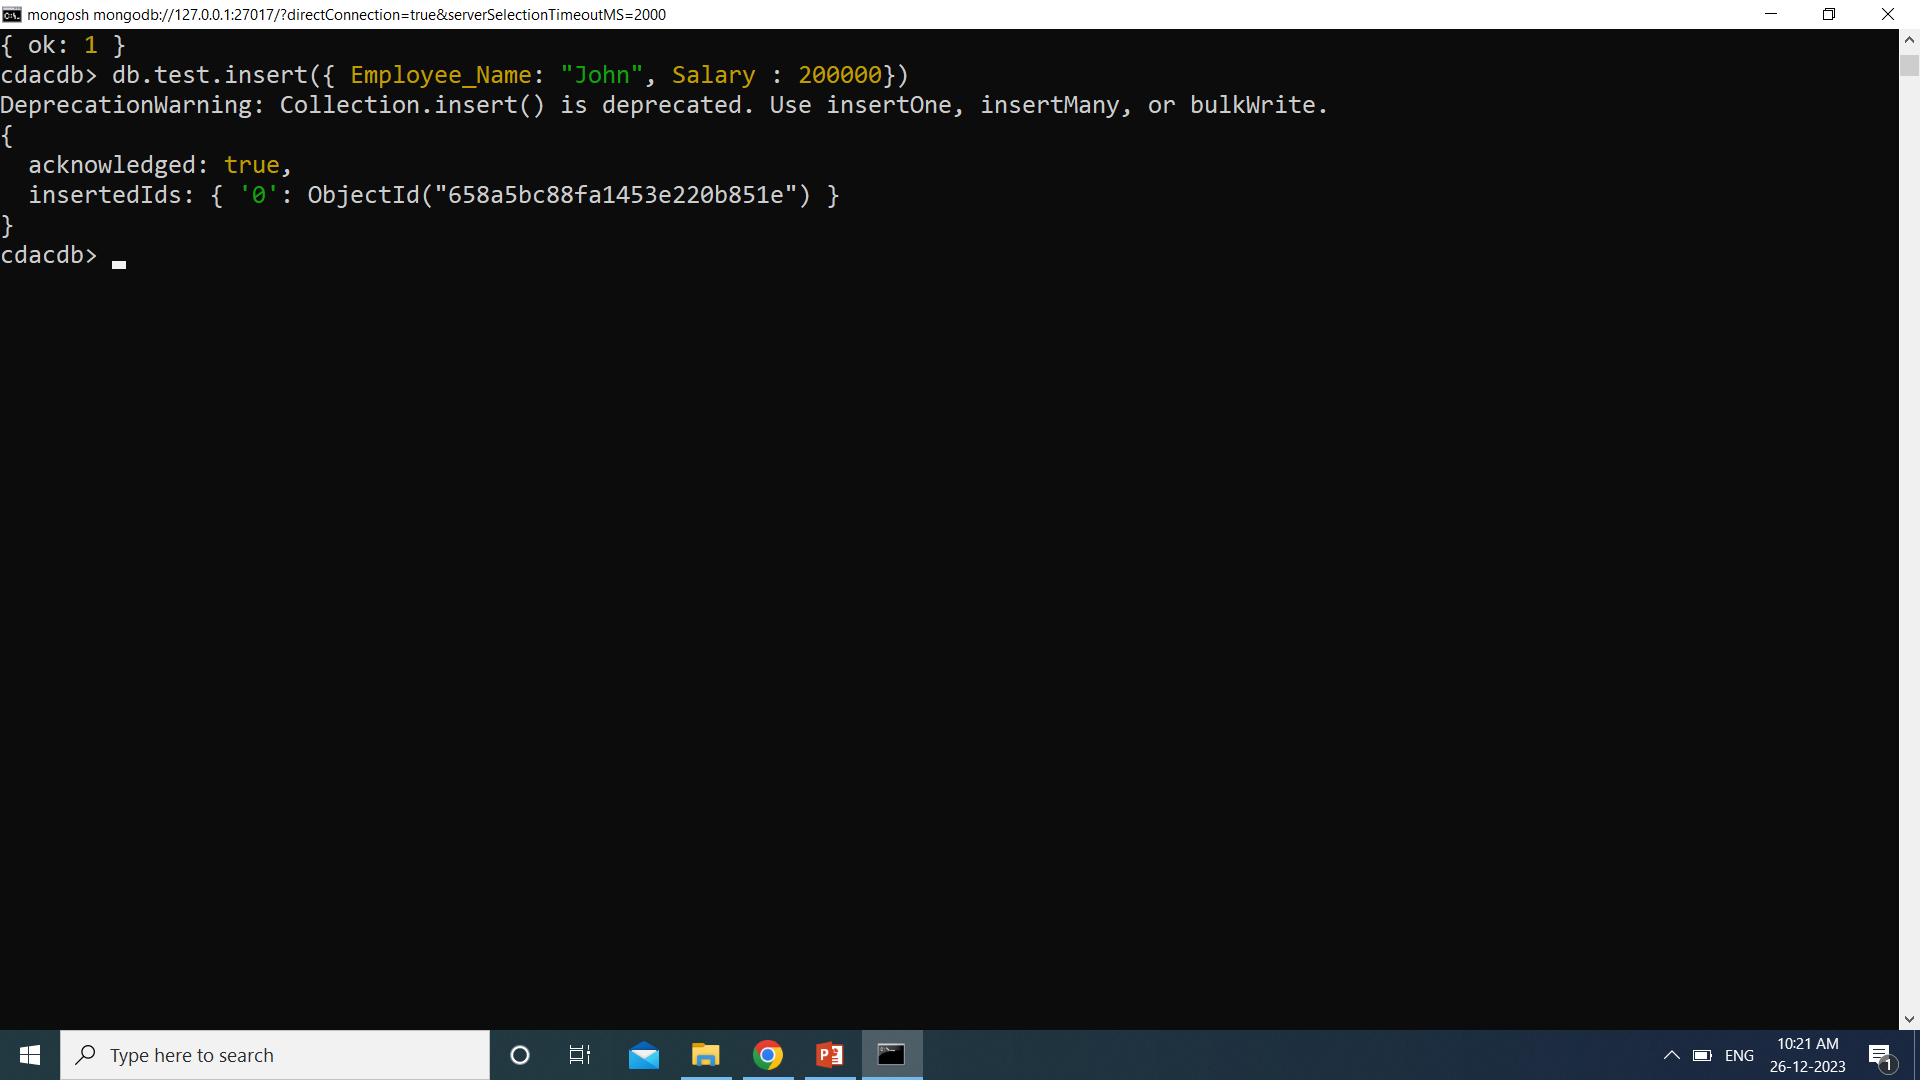 mongosh mongodb://127.0.0.1:27017/?directConnection=true&serverSelectionTimeoutMS=2000
{ ok: 1 }
cdacdb> db.test.insert({ Employee_Name: "John", Salary : 200000})
DeprecationWarning: Collection.insert() is deprecated. Use insertOne, insertMany, or bulkWrite.
{
  acknowledged: true,
  insertedIds: { '0': ObjectId("658a5bc88fa1453e220b851e") }
}
cdacdb>
Type here to search
ENG
10:21 AM
26-12-2023
1